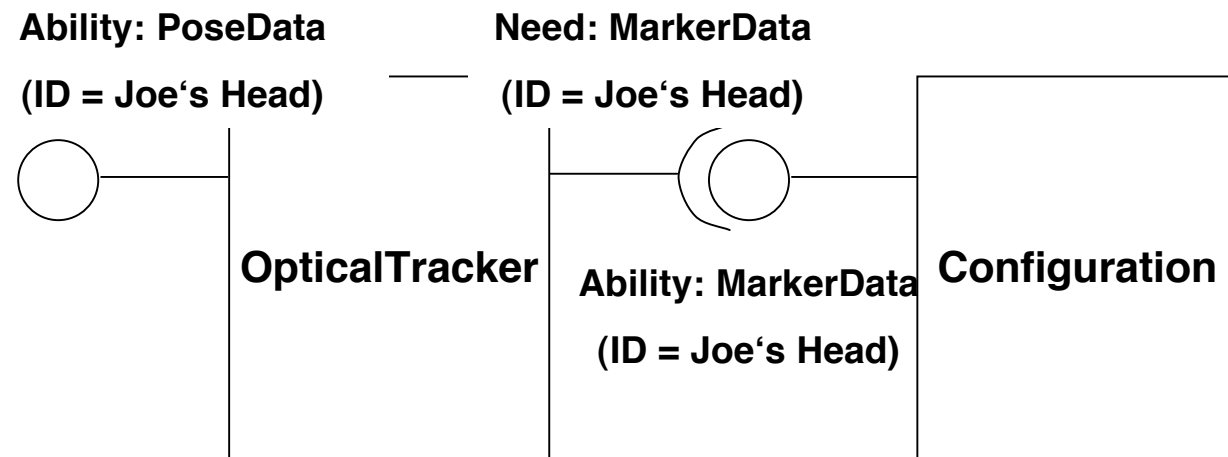 Ability: PoseData
(ID = Joe‘s Head)
Need: MarkerData
(ID = Joe‘s Head)
OpticalTracker
Ability: MarkerData
(ID = Joe‘s Head)
Configuration